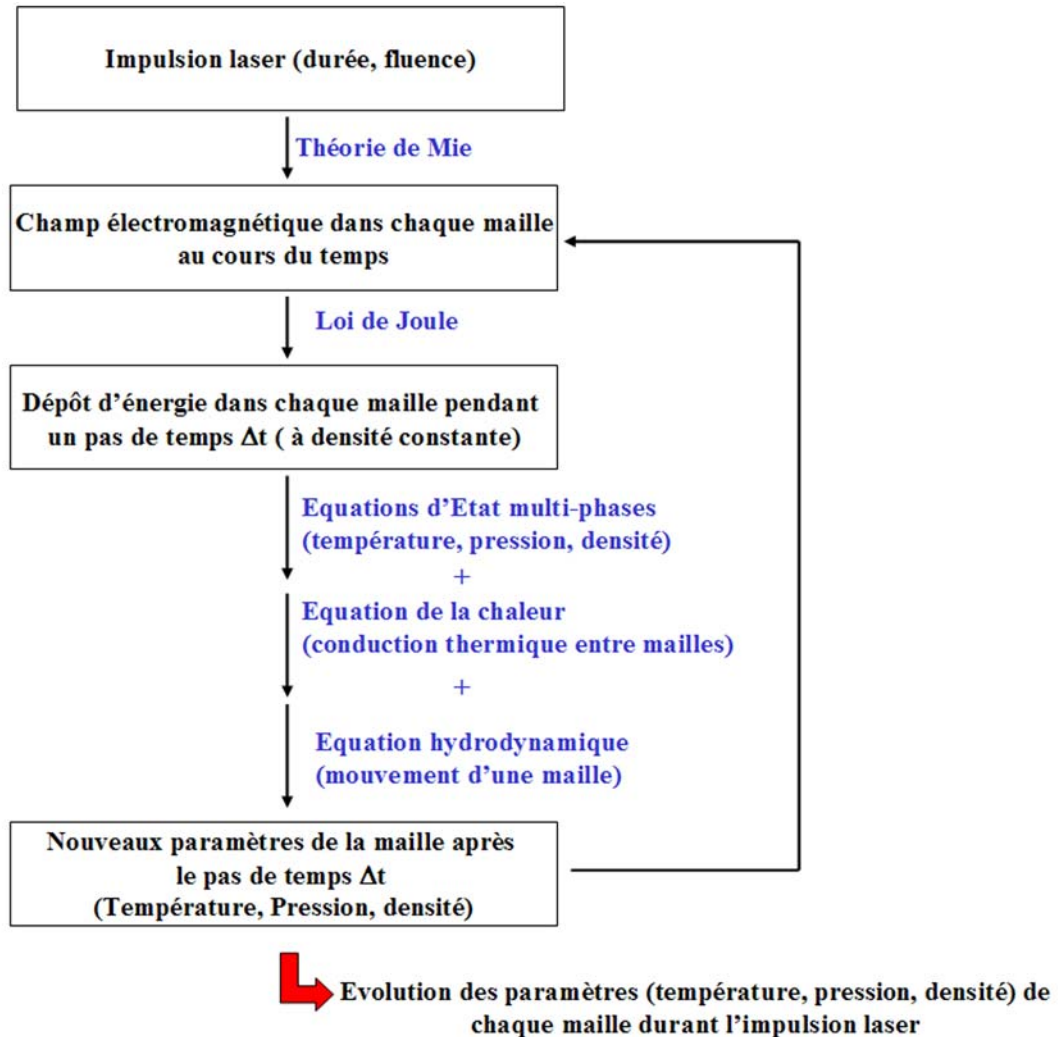 Impulsion laser (durée, fluence)
Théorie de Mie
Champ électromagnétique dans chaque maille
au cours du temps
Loi de Joule
Dépôt d’énergie dans chaque maille pendant
un pas de temps Δt ( à densité constante)
Equations d’Etat multi-phases
(température, pression, densité)
+
Equation de la chaleur
(conduction thermique entre mailles)
+
Equation hydrodynamique
(mouvement d’une maille)
Nouveaux paramètres de la maille après
le pas de temps Δt
(Température, Pression, densité)
Evolution des paramètres (température, pression, densité) de
chaque maille durant l’impulsion laser